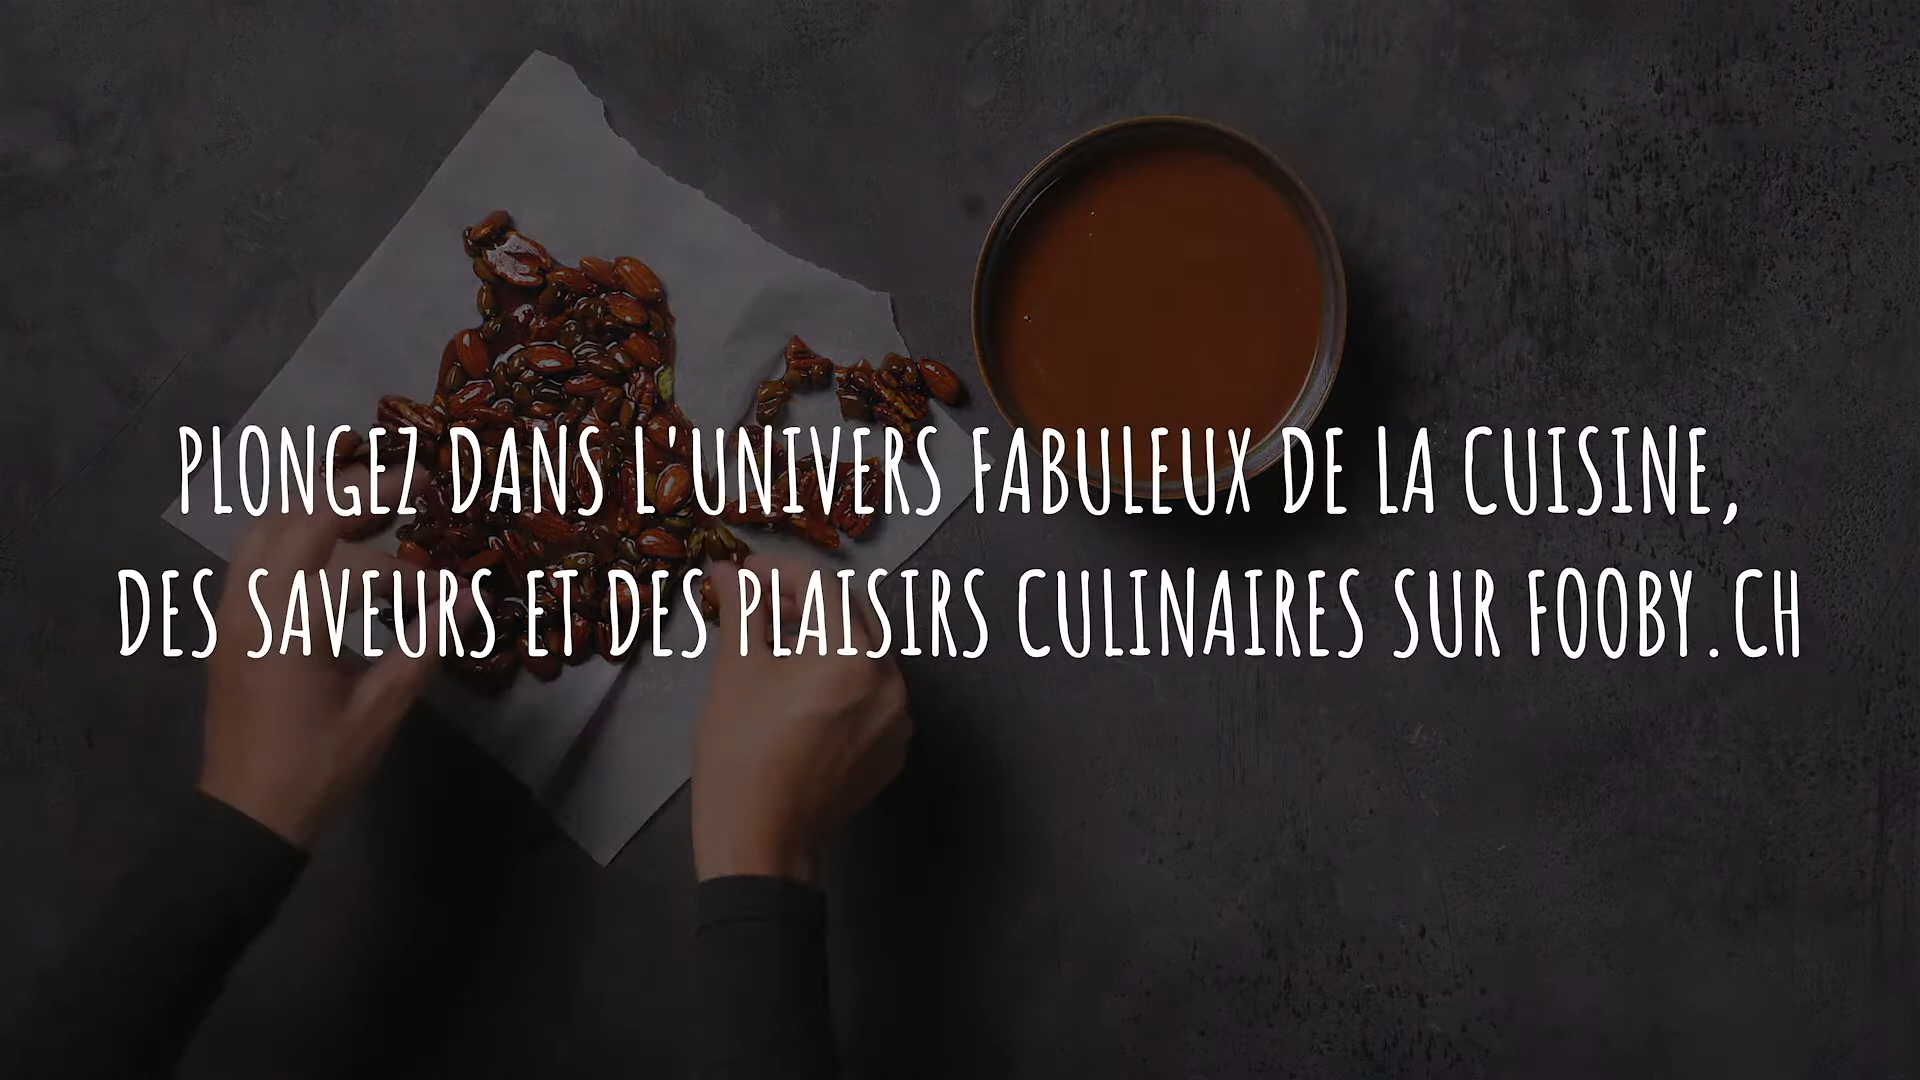 PLONGEZ DANS L'UNIVERS FABULEUX DE LA CUISINE,
DES SAVEURS ET DES PLAISIRS CULINAIRES SUR FOOBY.CH